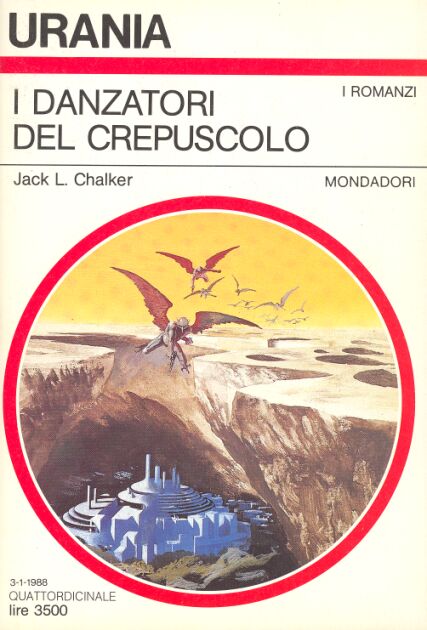 URANIA
I DANZATORI
DEL CREPUSCOLO
I ROMANZI
Jack L. Chalker
MONDADORI
3-1-1988
QUATTORDICINALE
lire 3500